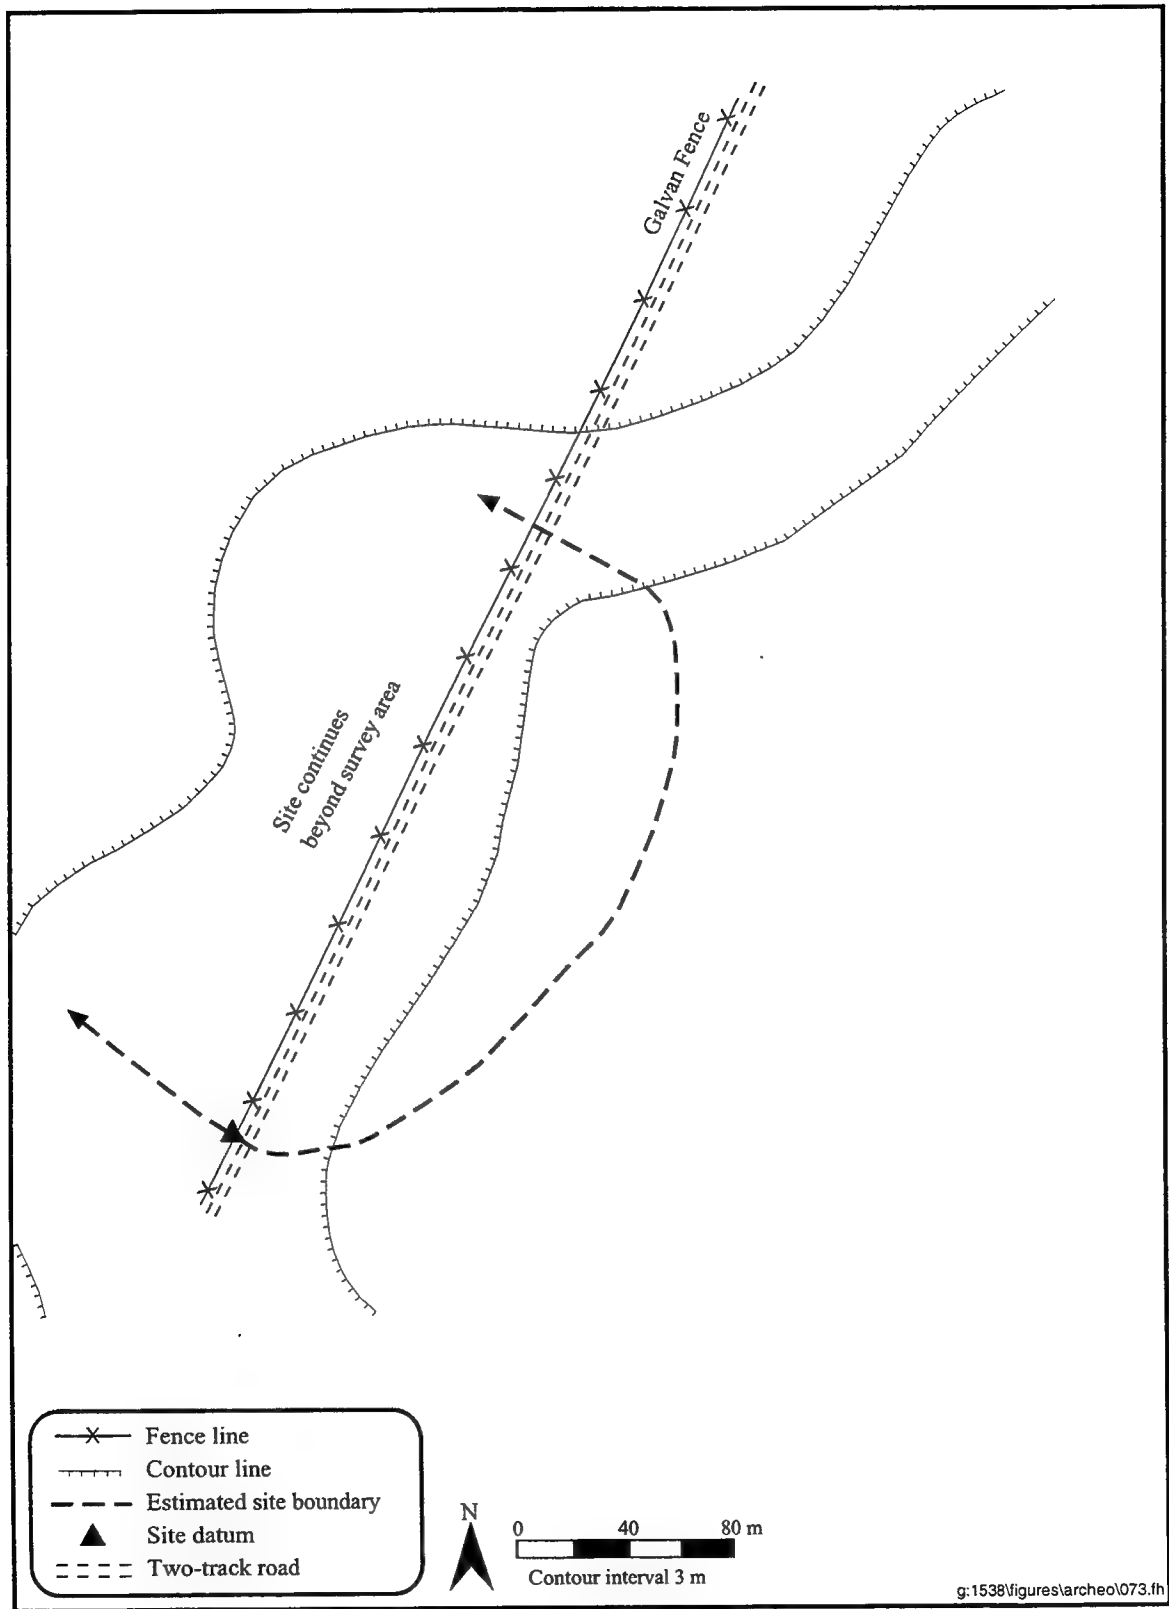 Galvan Fence
Site continues
beyond survey area
Fence line
Contour line
Estimated site boundary
Site datum
Two-track road
N
0 40 80 m
Contour interval 3 m
g:1538\figures\archeo\073.fh